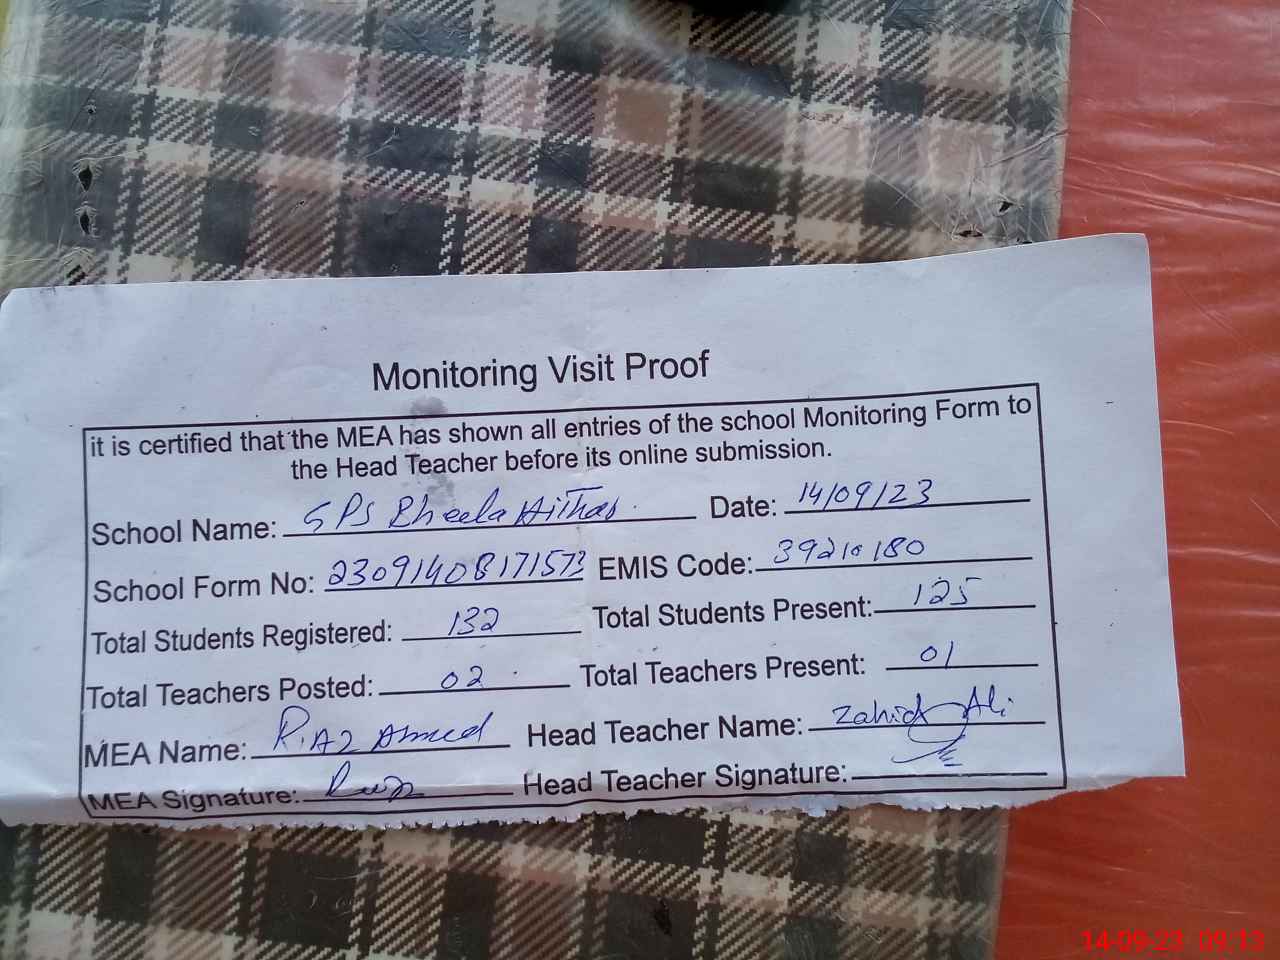 Monitoring Visit Proof
it is certified that the MEA has shown all entries of the school Monitoring Form to
the Head Teacher before its online submission.
School Name: GPS Bheela Hithar Date: 14/09/23
School Form No: 23091408171573 EMIS Code: 39210180
Total Students Registered: 132 Total Students Present: 125
Total Teachers Posted: 02 Total Teachers Present: 01
MEA Name: Riaz Ahmed Head Teacher Name: Zahid Ali
MEA Signature: Head Teacher Signature:
14-09-23 09:13